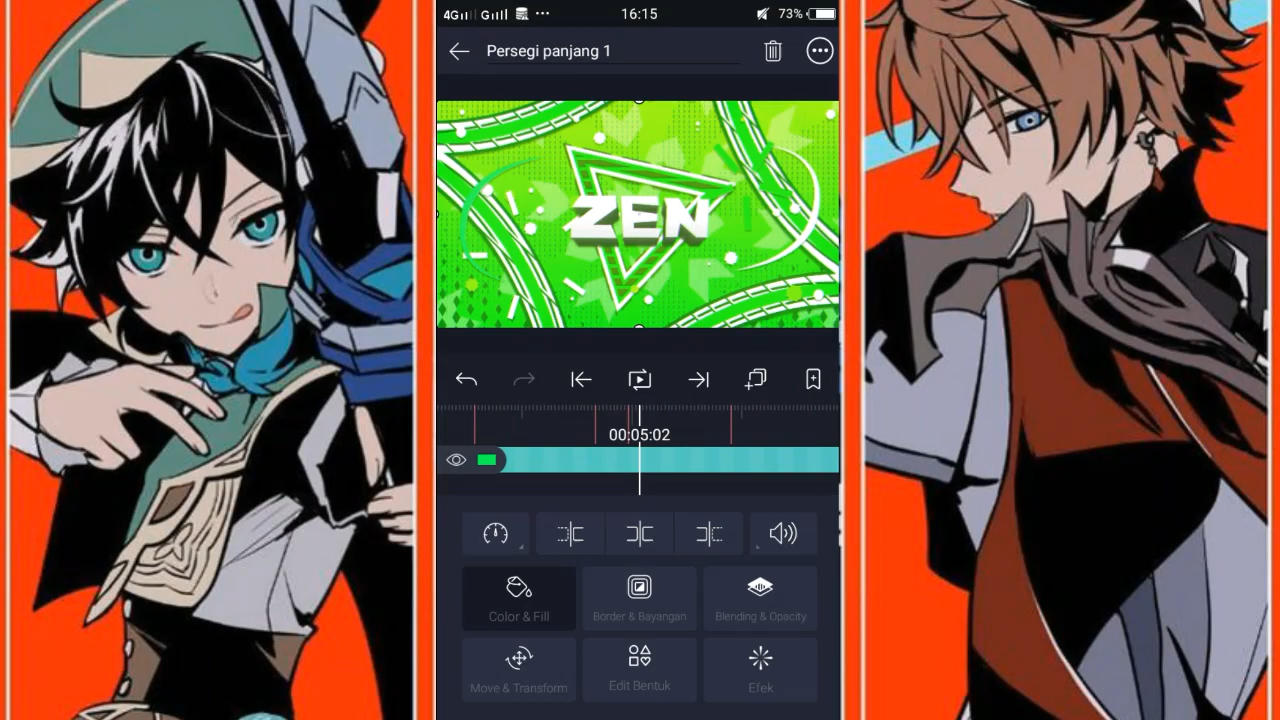 4G G 16:15 73%
Persegi panjang 1
ZEN
00:05:02
Color & Fill
Border & Bayangan
Blending & Opacity
Move & Transform
Edit Bentuk
Efek